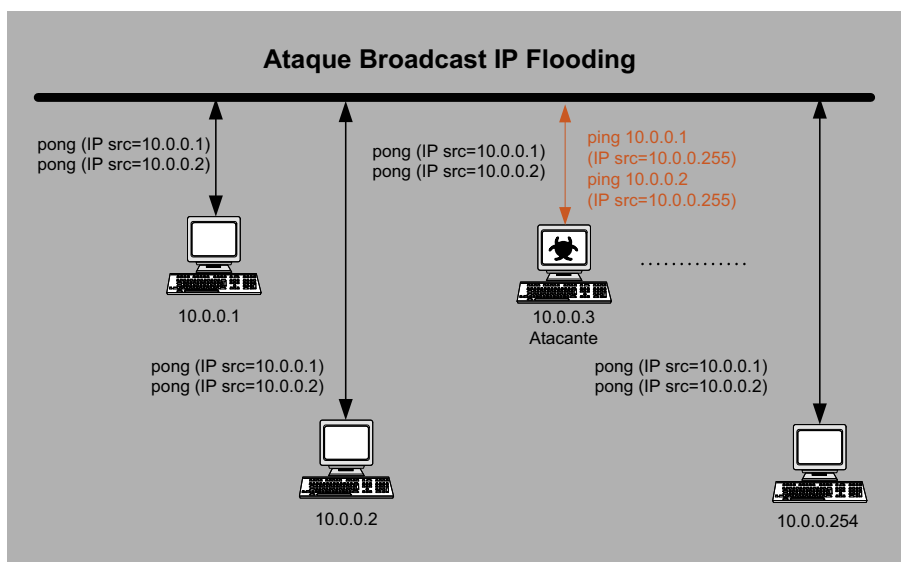 Ataque Broadcast IP Flooding
pong (IP src=10.0.0.1)
pong (IP src=10.0.0.2)
10.0.0.1
pong (IP src=10.0.0.1)
pong (IP src=10.0.0.2)
10.0.0.2
pong (IP src=10.0.0.1)
pong (IP src=10.0.0.2)
ping 10.0.0.1
(IP src=10.0.0.255)
ping 10.0.0.2
(IP src=10.0.0.255)
..............
10.0.0.3
Atacante
pong (IP src=10.0.0.1)
pong (IP src=10.0.0.2)
10.0.0.254